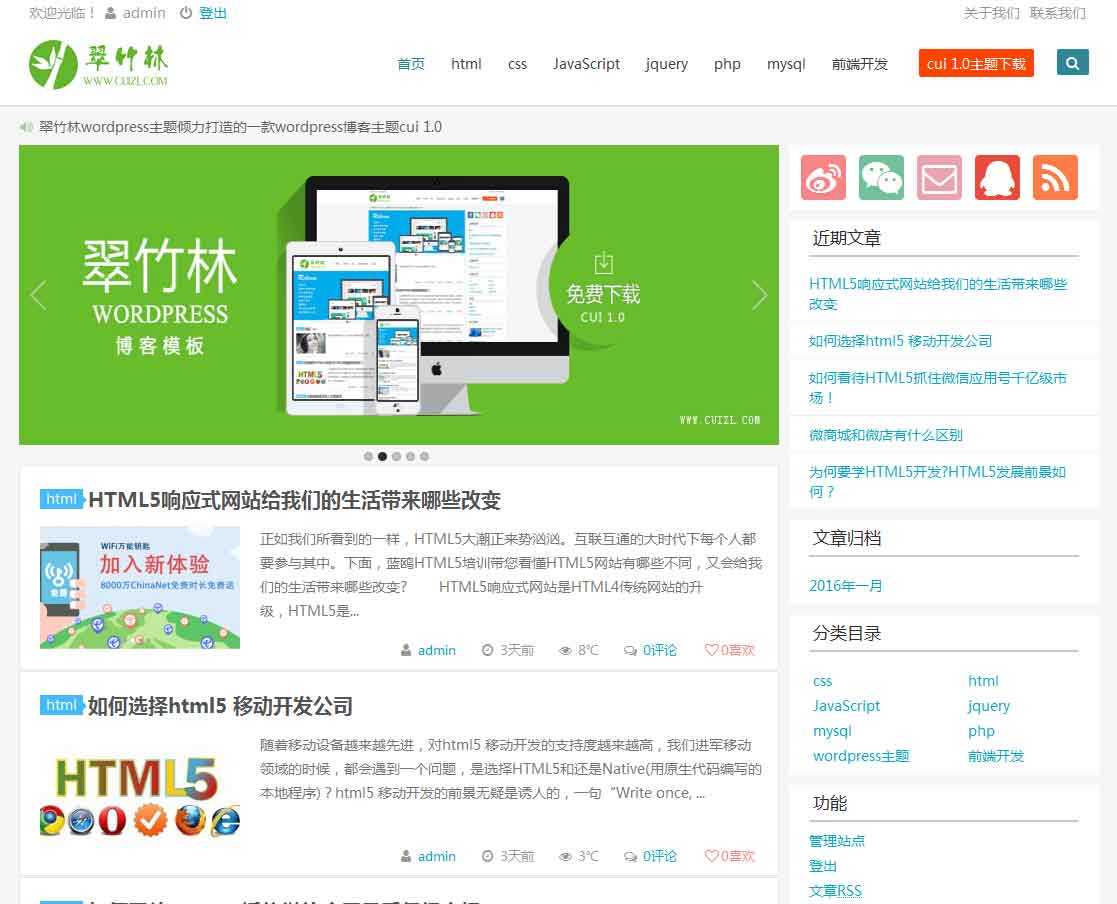 欢迎光临！ admin 登出
关于我们 联系我们
翠竹林
WWW.CUIZL.COM
首页 html css JavaScript jquery php mysql 前端开发 cui 1.0主题下载
翠竹林wordpress主题倾力打造的一款wordpress博客主题cui 1.0
翠竹林
WORDPRESS
博客模板
免费下载
CUI 1.0
WWW.CUIZL.COM
html HTML5响应式网站给我们的生活带来哪些改变
WiFi万能钥匙
加入新体验
8000万ChinaNet免费时长免费送
免费
正如我们所看到的一样，HTML5大潮正来势汹汹。互联互通的大时代下每个人都
要参与其中。下面，蓝鸥HTML5培训带您看懂HTML5网站有哪些不同，又会给我
们的生活带来哪些改变? HTML5响应式网站是HTML4传统网站的升
级，HTML5是...
admin 3天前 8℃ 0评论 0喜欢
html 如何选择html5 移动开发公司
HTML5
随着移动设备越来越先进，对html5 移动开发的支持度越来越高，我们进军移动
领域的时候，都会遇到一个问题，是选择HTML5和还是Native(用原生代码编写的
本地程序)？html5 移动开发的前景无疑是诱人的，一句“Write once, ...
admin 3天前 3℃ 0评论 0喜欢
近期文章
HTML5响应式网站给我们的生活带来哪些
改变
如何选择html5 移动开发公司
如何看待HTML5抓住微信应用号千亿级市
场！
微商城和微店有什么区别
为何要学HTML5开发?HTML5发展前景如
何？
文章归档
2016年一月
分类目录
css html
JavaScript jquery
mysql php
wordpress主题 前端开发
功能
管理站点
登出
文章RSS